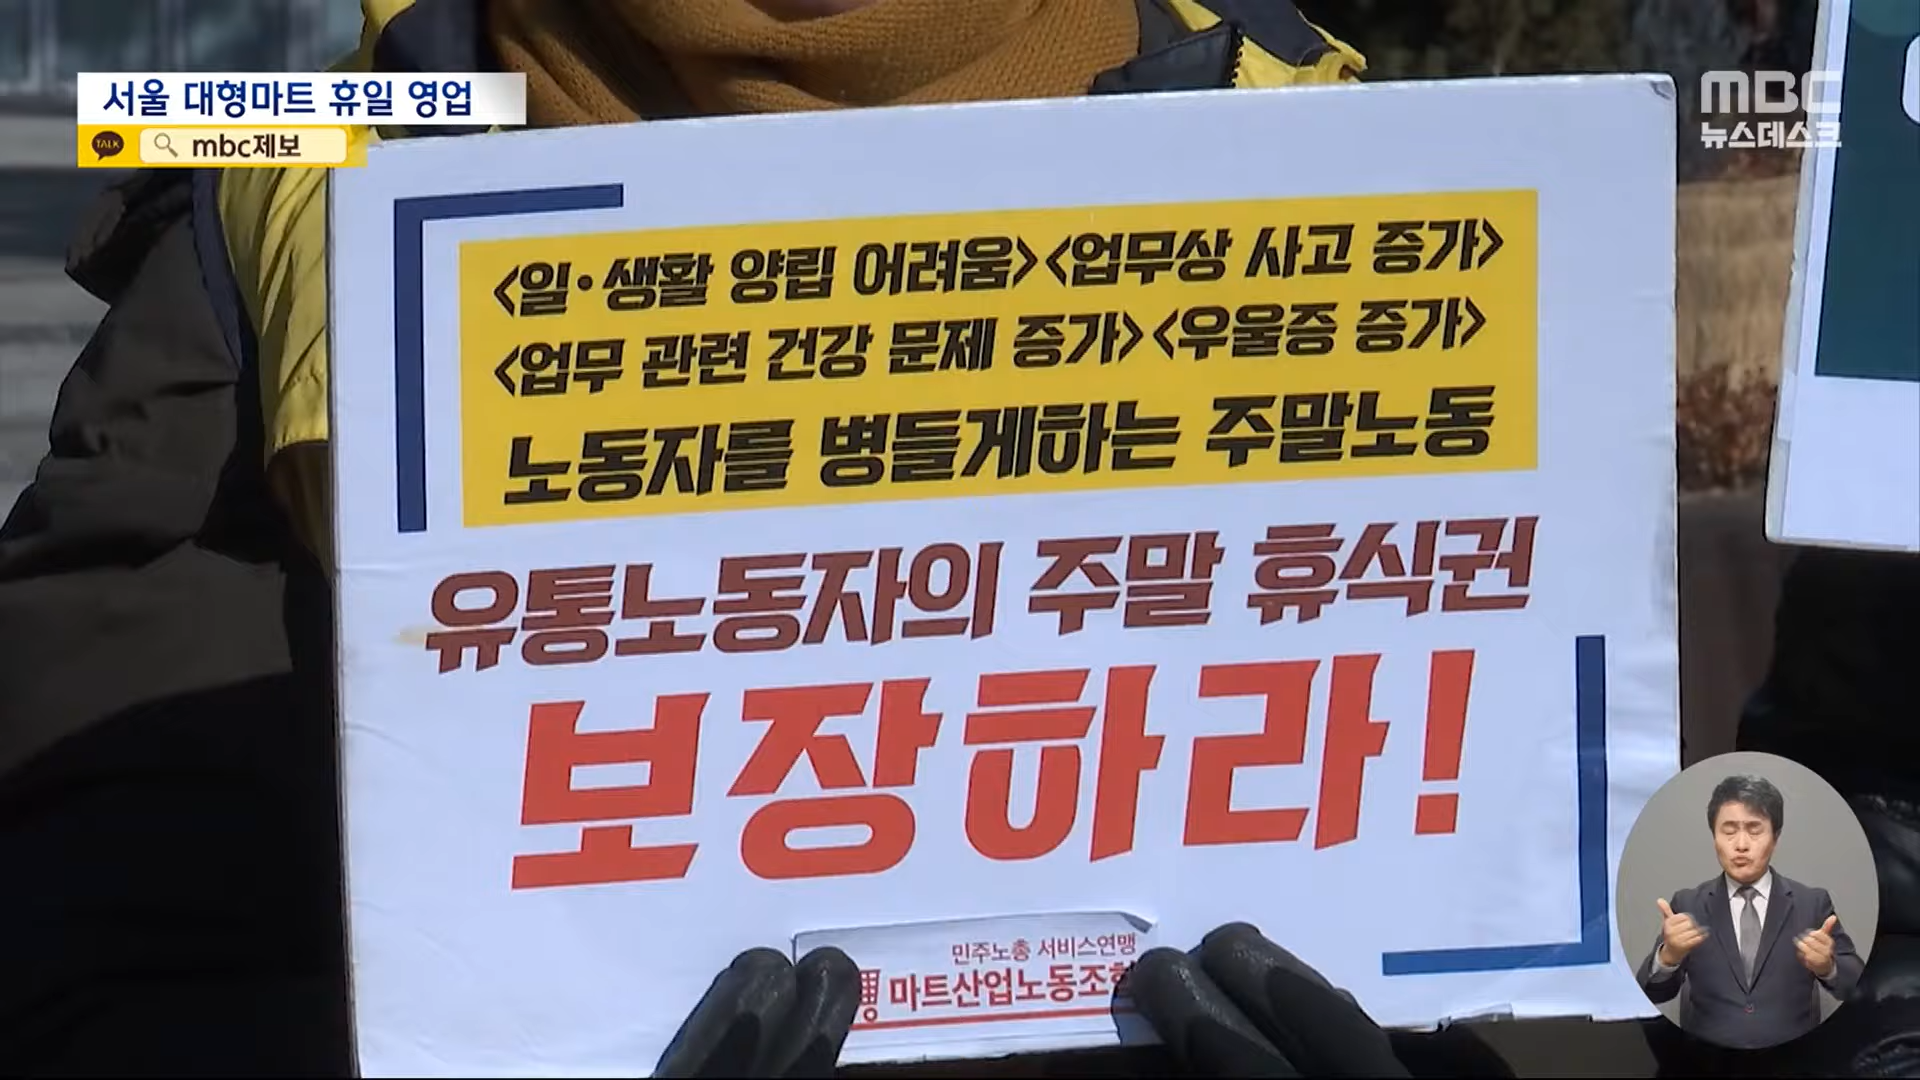 서울 대형마트 휴일 영업
TALK
mbc제보
MBC
뉴스데스크
<일·생활 양립 어려움><업무상 사고 증가>
<업무 관련 건강 문제 증가><우울증 증가>
노동자를 병들게하는 주말노동
유통노동자의 주말 휴식권
보장하라!
민주노총 서비스연맹
마트산업노동조합